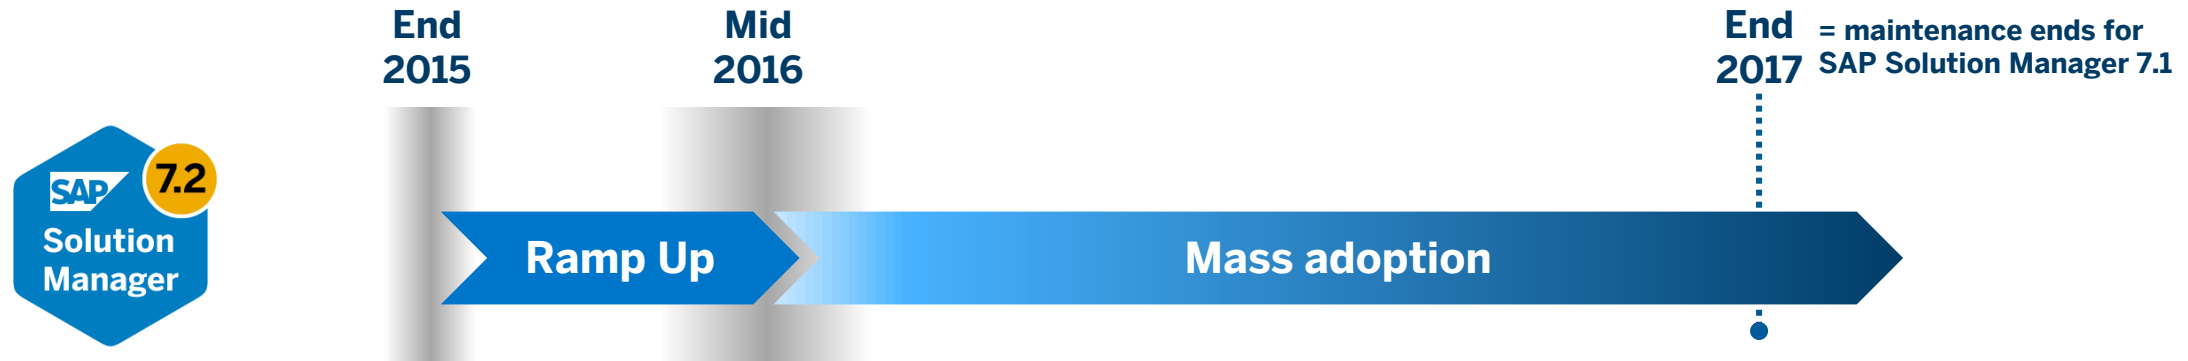 End
2015
Mid
2016
End
2017
= maintenance ends for
SAP Solution Manager 7.1
SAP
7.2
Solution
Manager
Ramp Up
Mass adoption